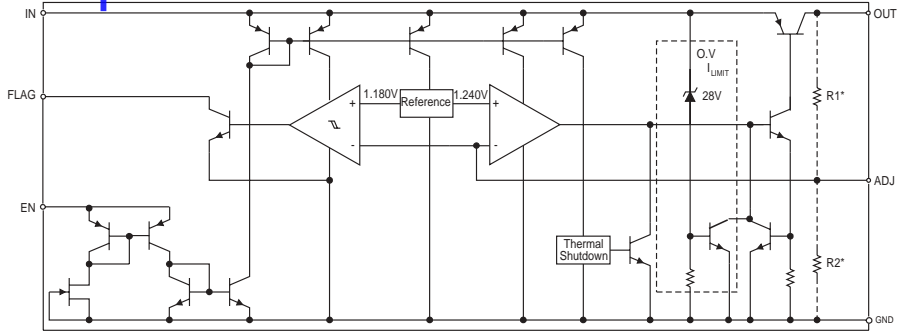 IN
OUT
O.V
ILIMIT
28V
FLAG
1.180V
Reference
1.240V
R1*
+
+
-
-
ADJ
EN
Thermal
Shutdown
R2*
GND